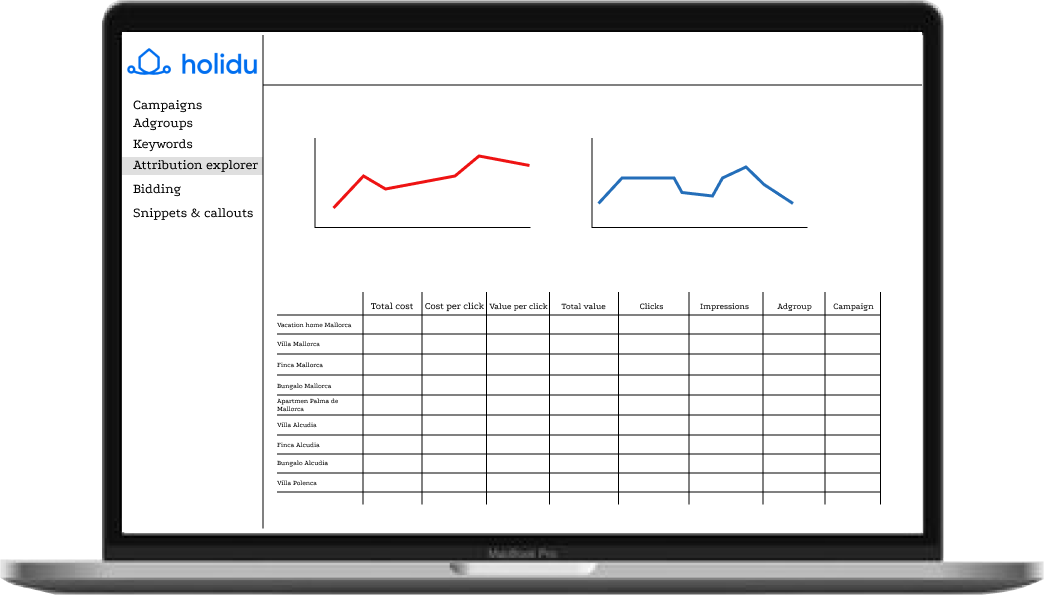 holidu
Campaigns
Adgroups
Keywords
Attribution explorer
Bidding
Snippets & callouts
Total cost Cost per click Value per click Total value Clicks Impressions Adgroup Campaign
Vacation home Mallorca
Villa Mallorca
Finca Mallorca
Bungalo Mallorca
Apartmen Palma de
Mallorca
Villa Alcudia
Finca Alcudia
Bungalo Alcudia
Villa Polenca
MacBook Pro